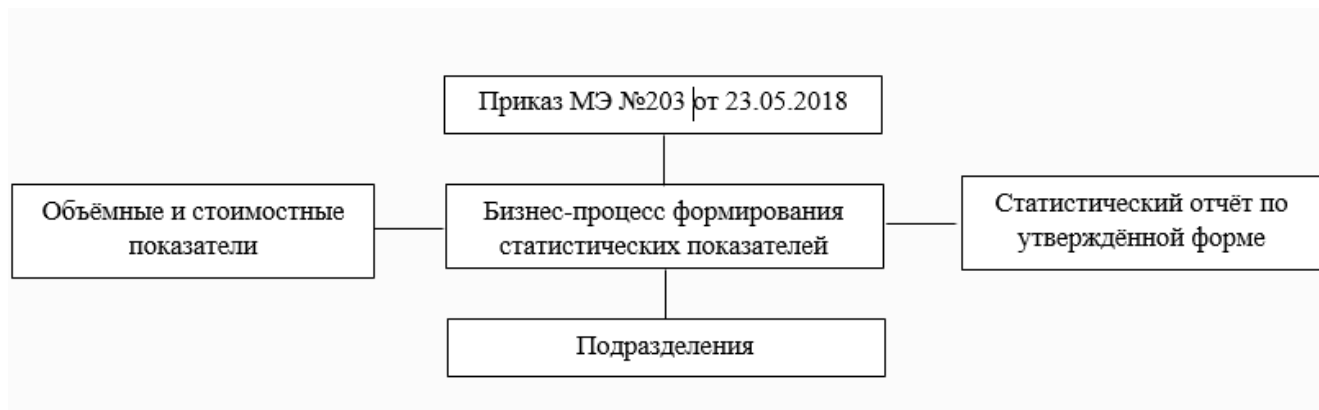 Приказ МЭ №203 от 23.05.2018
Объёмные и стоимостные
показатели
Бизнес-процесс формирования
статистических показателей
Статистический отчёт по
утверждённой форме
Подразделения